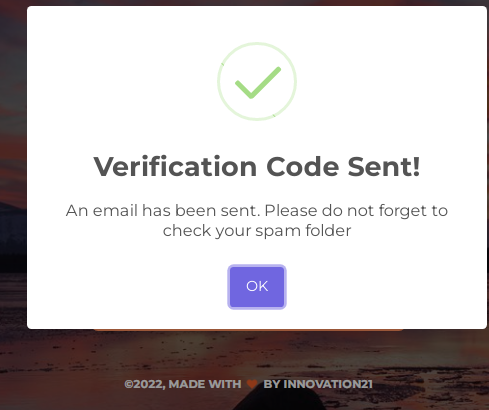 Verification Code Sent!
An email has been sent. Please do not forget to
check your spam folder
OK
©2022, MADE WITH ❤ BY INNOVATION21